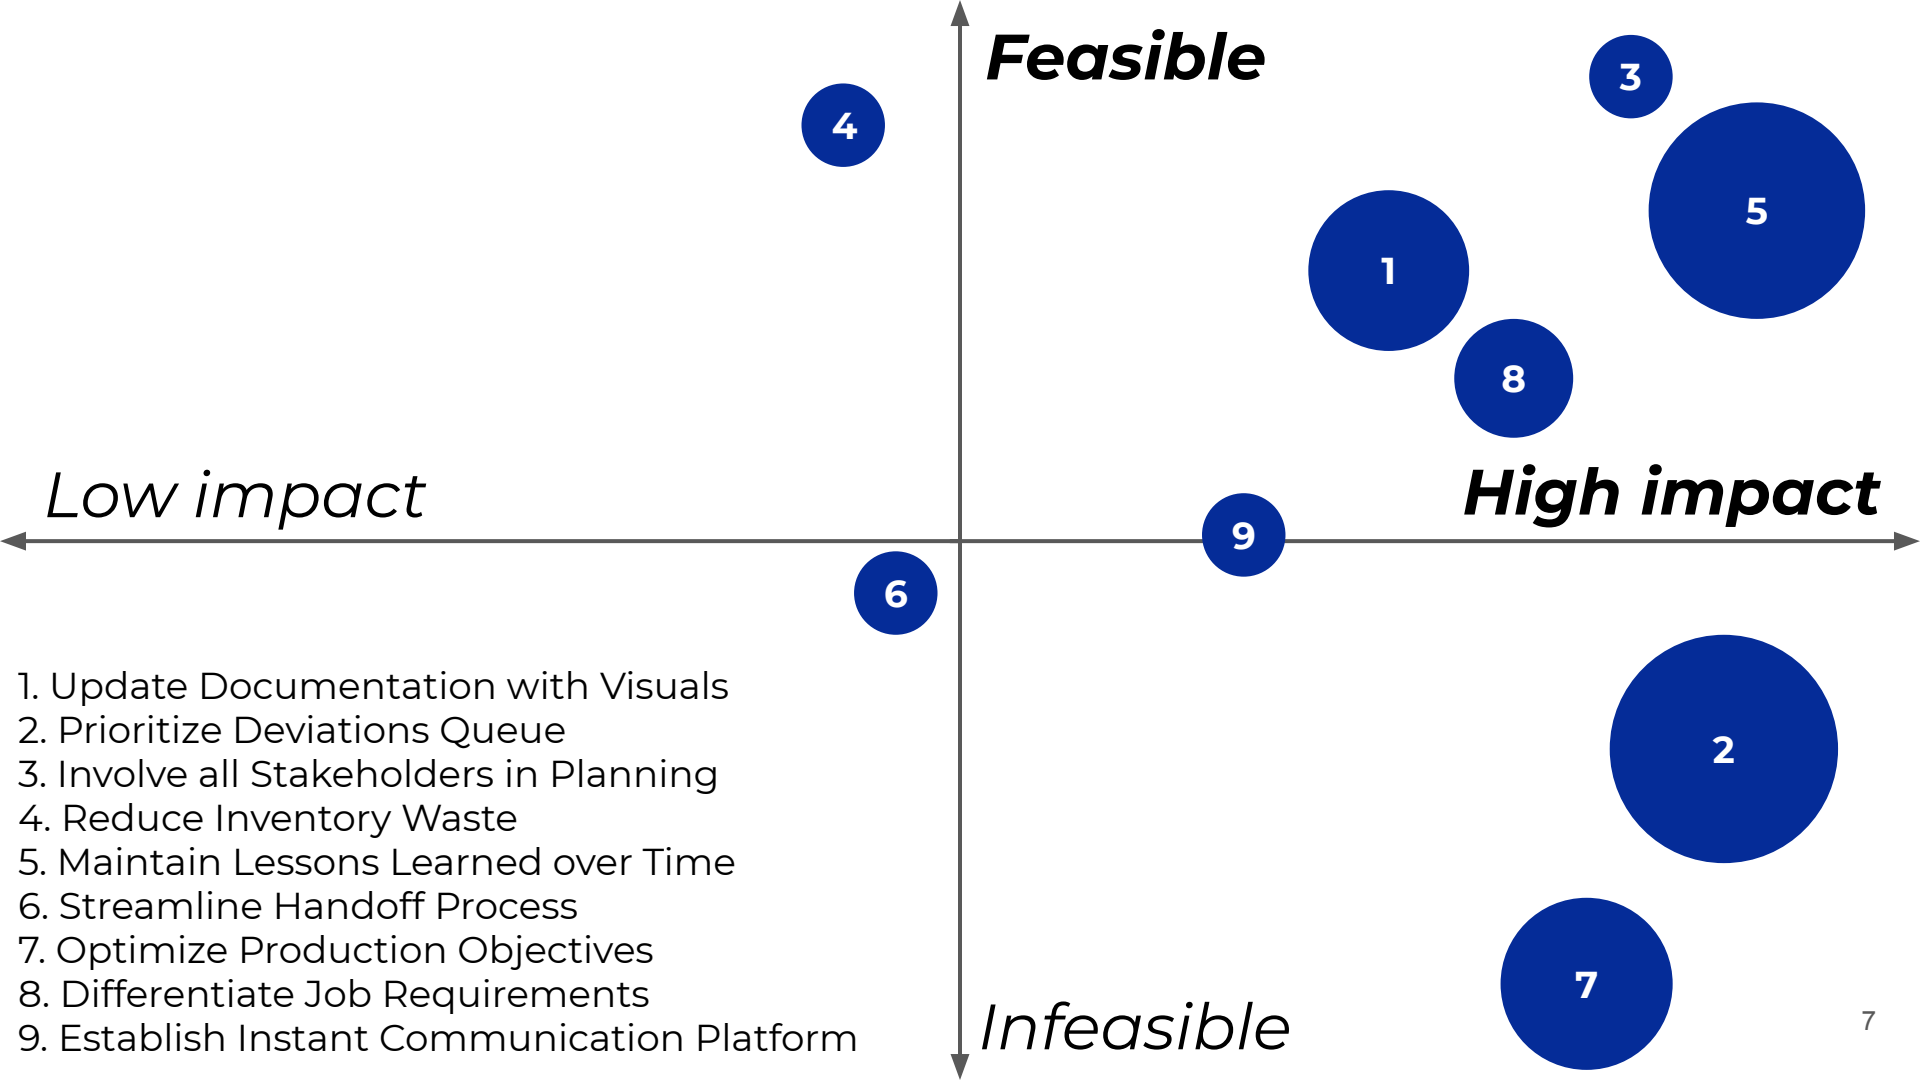 Feasible
3
4
5
1
8
Low impact
High impact
9
6
1. Update Documentation with Visuals
2. Prioritize Deviations Queue
3. Involve all Stakeholders in Planning
4. Reduce Inventory Waste
5. Maintain Lessons Learned over Time
6. Streamline Handoff Process
7. Optimize Production Objectives
8. Differentiate Job Requirements
9. Establish Instant Communication Platform
2
7
Infeasible
7